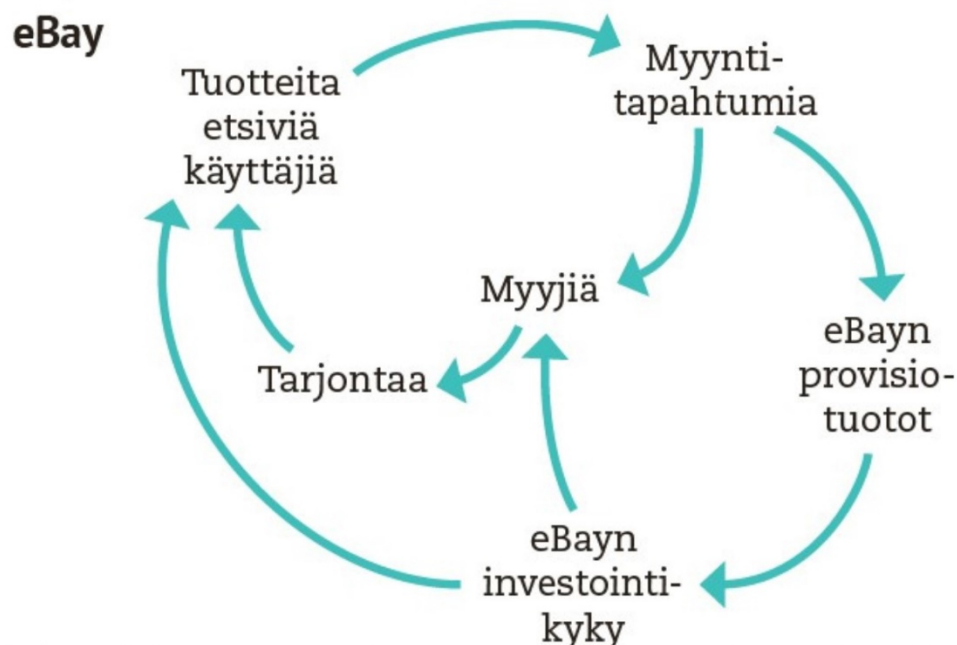 eBay
Tuotteita
etsiviä
käyttäjiä
Myynti-
tapahtumia
Myyjiä
Tarjontaa
eBayn
provisio-
tuotot
eBayn
investointi-
kyky